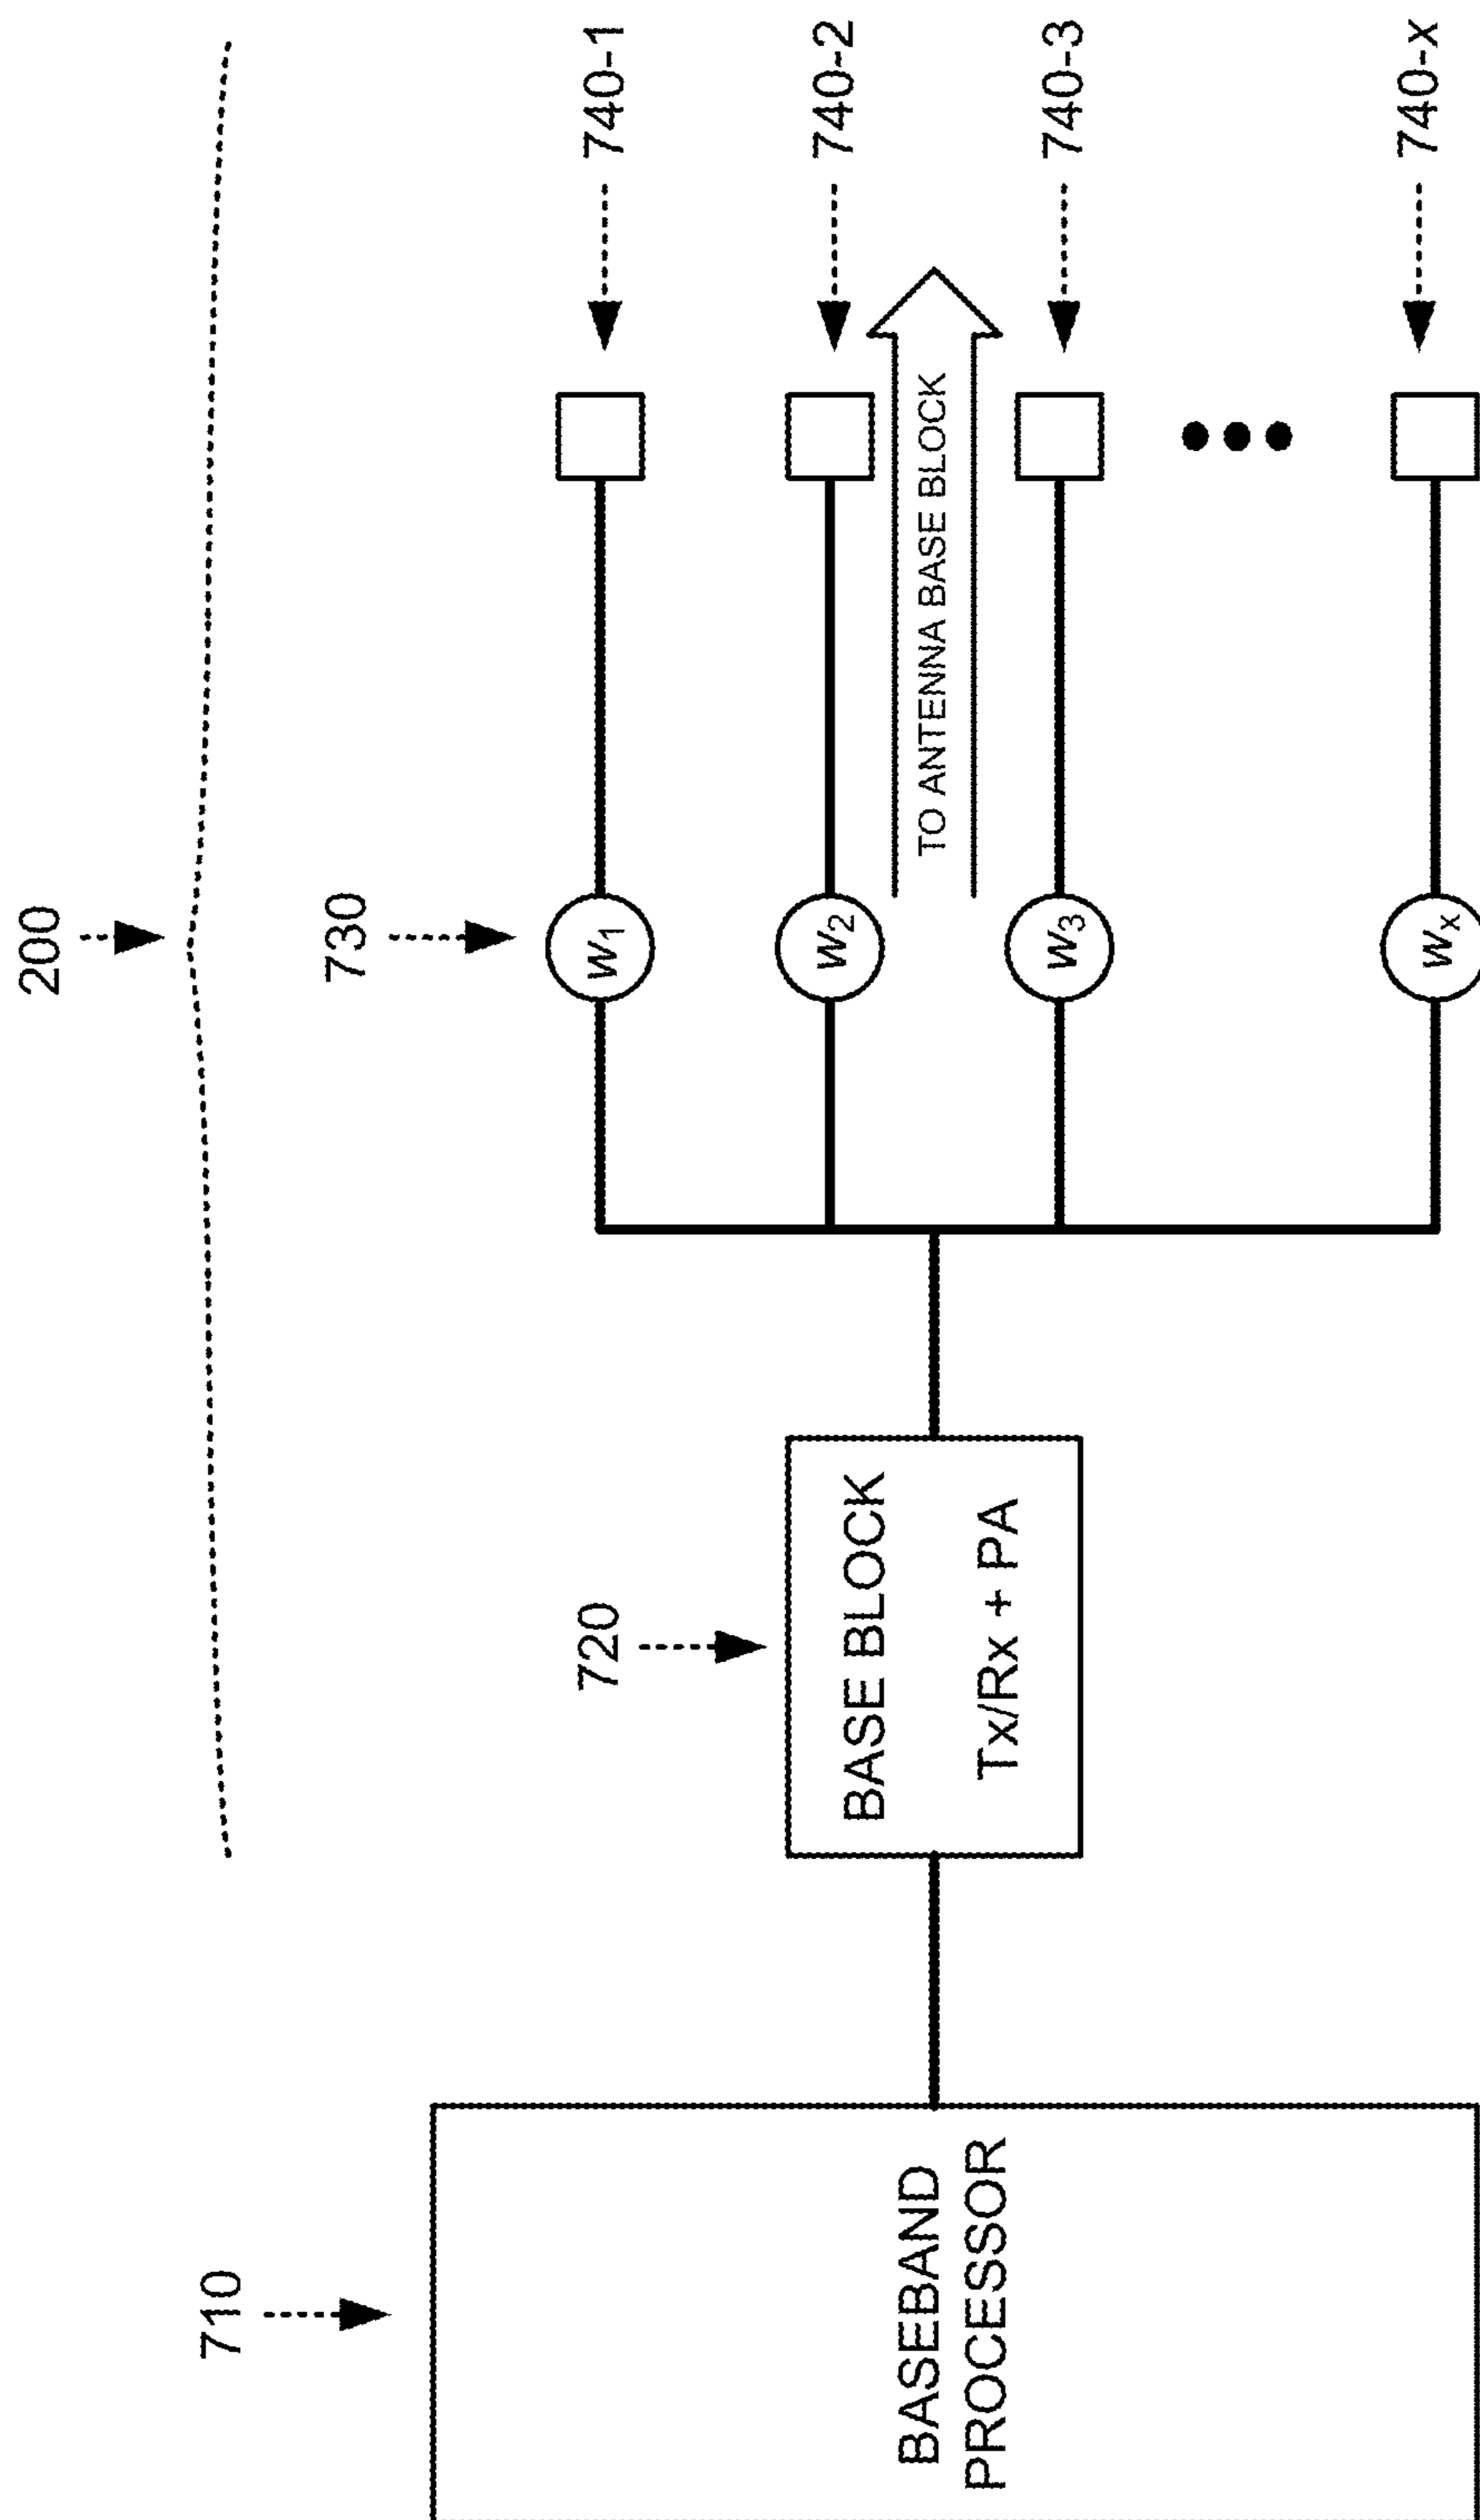 200
710
720
730
BASEBAND
PROCESSOR
BASE BLOCK
Tx/Rx + PA
w1
w2
w3
wx
TO ANTENNA BASE BLOCK
740-1
740-2
740-3
740-x